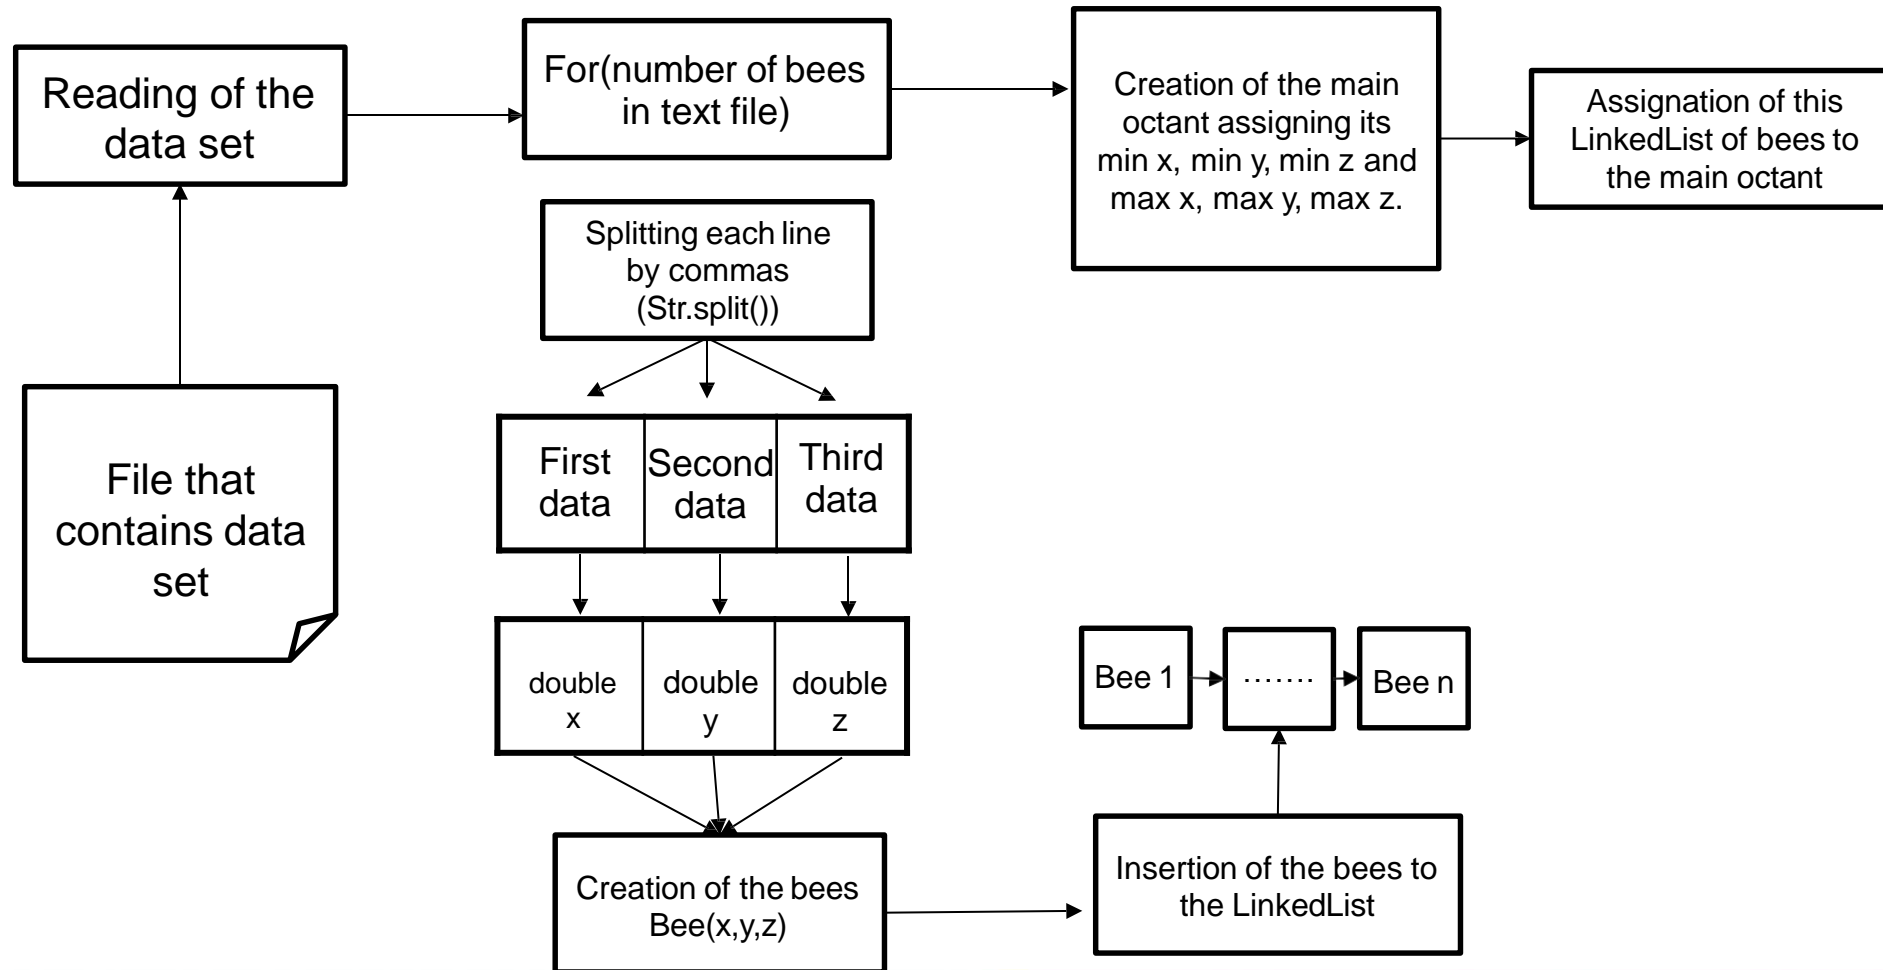 Reading of the
data set
For(number of bees
in text file)
Creation of the main
octant assigning its
min x, min y, min z and
max x, max y, max z.
Assignation of this
LinkedList of bees to
the main octant
Splitting each line
by commas
(Str.split())
File that
contains data
set
First
data
Second
data
Third
data
double
x
double
y
double
z
Bee 1
.......
Bee n
Creation of the bees
Bee(x,y,z)
Insertion of the bees to
the LinkedList